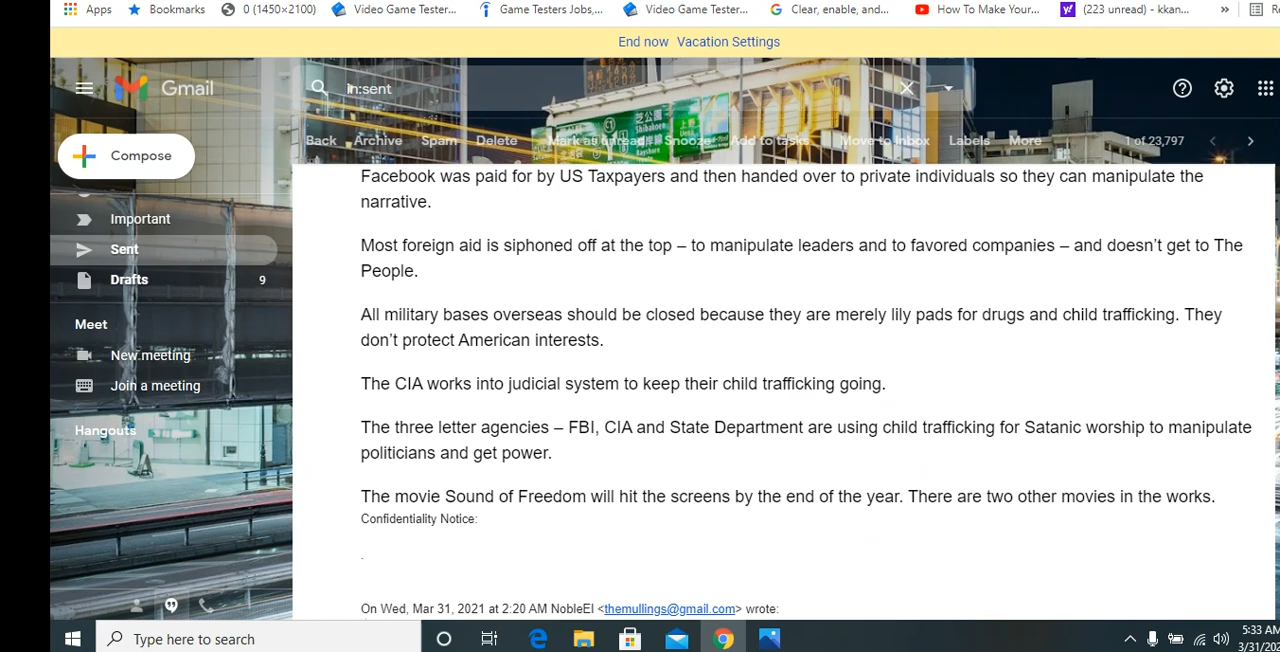 Apps Bookmarks 0 (1450×2100) Video Game Tester... Game Testers Jobs,... Video Game Tester... Clear, enable, and... How To Make Your... (223 unread) - kkan... »
End now Vacation Settings
Gmail
in:sent
Back Archive Spam Delete Mark as unread Snooze Add to tasks Move to Inbox Labels More 1 of 23,797
Compose
Important
Sent
Drafts 9
Meet
New meeting
Join a meeting
Hangouts
Facebook was paid for by US Taxpayers and then handed over to private individuals so they can manipulate the
narrative.
Most foreign aid is siphoned off at the top – to manipulate leaders and to favored companies – and doesn’t get to The
People.
All military bases overseas should be closed because they are merely lily pads for drugs and child trafficking. They
don’t protect American interests.
The CIA works into judicial system to keep their child trafficking going.
The three letter agencies – FBI, CIA and State Department are using child trafficking for Satanic worship to manipulate
politicians and get power.
The movie Sound of Freedom will hit the screens by the end of the year. There are two other movies in the works.
Confidentiality Notice:
.
On Wed, Mar 31, 2021 at 2:20 AM NobleEI <themullings@gmail.com> wrote:
Type here to search
5:33 AM
3/31/202